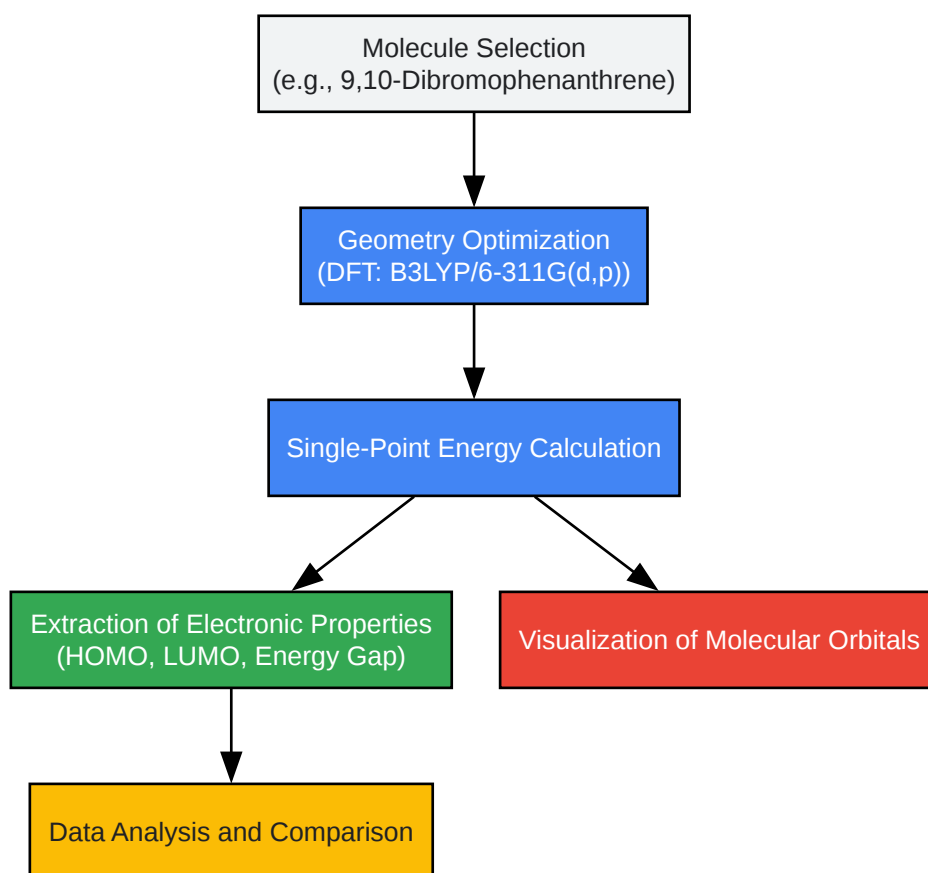 Molecule Selection
(e.g., 9,10-Dibromophenanthrene)
Geometry Optimization
(DFT: B3LYP/6-311G(d,p))
Single-Point Energy Calculation
Extraction of Electronic Properties
(HOMO, LUMO, Energy Gap)
Visualization of Molecular Orbitals
Data Analysis and Comparison